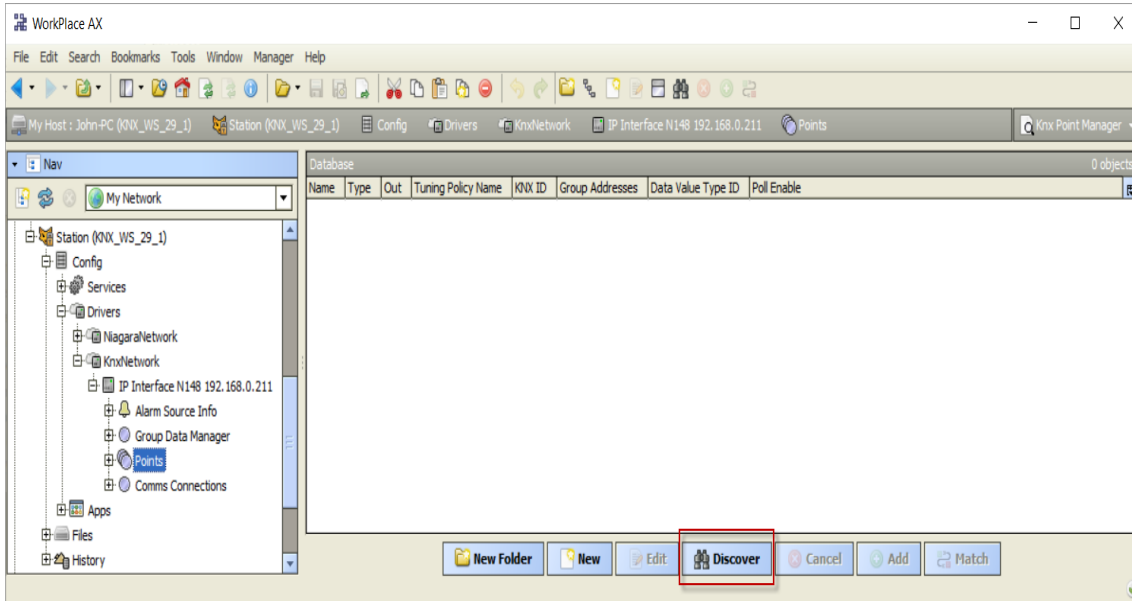 WorkPlace AX
File Edit Search Bookmarks Tools Window Manager Help
My Host : John-PC (KNX_WS_29_1) Station (KNX_WS_29_1) Config Drivers KnxNetwork IP Interface N148 192.168.0.211 Points Knx Point Manager
Nav
My Network
Station (KNX_WS_29_1)
Config
Services
Drivers
NiagaraNetwork
KnxNetwork
IP Interface N148 192.168.0.211
Alarm Source Info
Group Data Manager
Points
Comms Connections
Apps
Files
History
Database 0 objects
Name Type Out Tuning Policy Name KNX ID Group Addresses Data Value Type ID Poll Enable
New Folder New Edit Discover Cancel Add Match